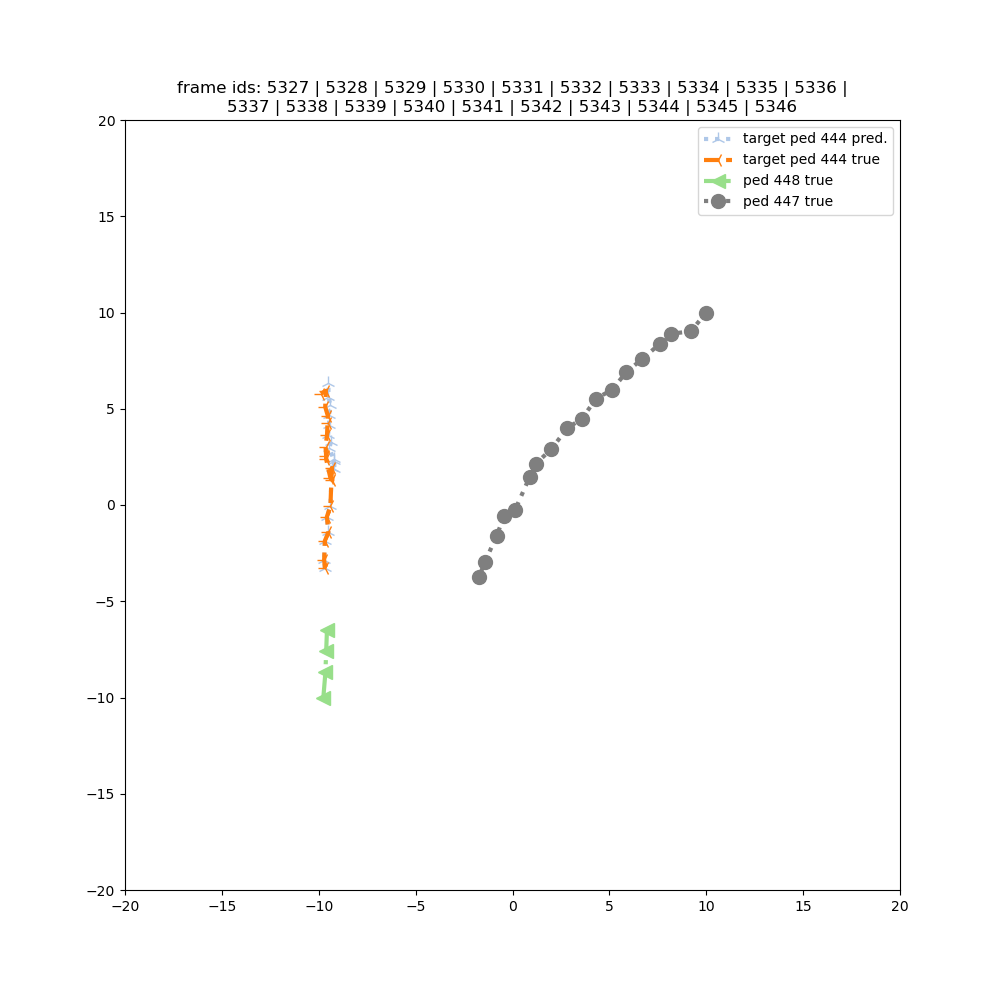 frame ids: 5327 | 5328 | 5329 | 5330 | 5331 | 5332 | 5333 | 5334 | 5335 | 5336 |
5337 | 5338 | 5339 | 5340 | 5341 | 5342 | 5343 | 5344 | 5345 | 5346
target ped 444 pred.
target ped 444 true
ped 448 true
ped 447 true
20
15
10
5
0
−5
−10
−15
−20
−20 −15 −10 −5 0 5 10 15 20